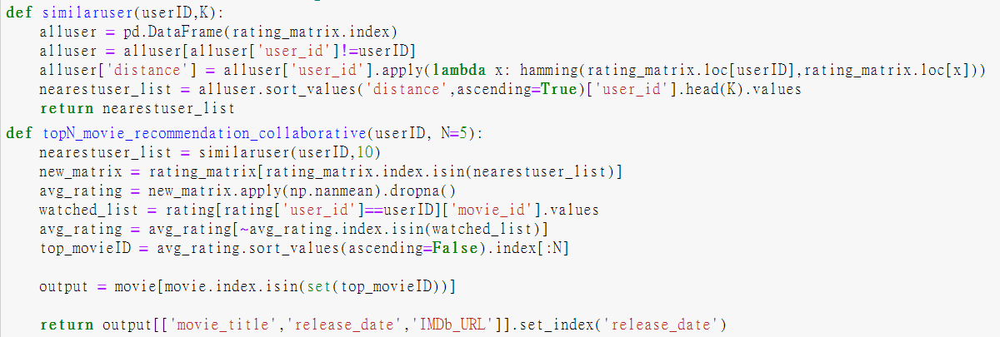 def similaruser(userID,K):
    alluser = pd.DataFrame(rating_matrix.index)
    alluser = alluser[alluser['user_id']!=userID]
    alluser['distance'] = alluser['user_id'].apply(lambda x: hamming(rating_matrix.loc[userID],rating_matrix.loc[x]))
    nearestuser_list = alluser.sort_values('distance',ascending=True)['user_id'].head(K).values
    return nearestuser_list
def topN_movie_recommendation_collaborative(userID, N=5):
    nearestuser_list = similaruser(userID,10)
    new_matrix = rating_matrix[rating_matrix.index.isin(nearestuser_list)]
    avg_rating = new_matrix.apply(np.nanmean).dropna()
    watched_list = rating[rating['user_id']==userID]['movie_id'].values
    avg_rating = avg_rating[~avg_rating.index.isin(watched_list)]
    top_movieID = avg_rating.sort_values(ascending=False).index[:N]
    output = movie[movie.index.isin(set(top_movieID))]
    return output[['movie_title','release_date','IMDb_URL']].set_index('release_date')